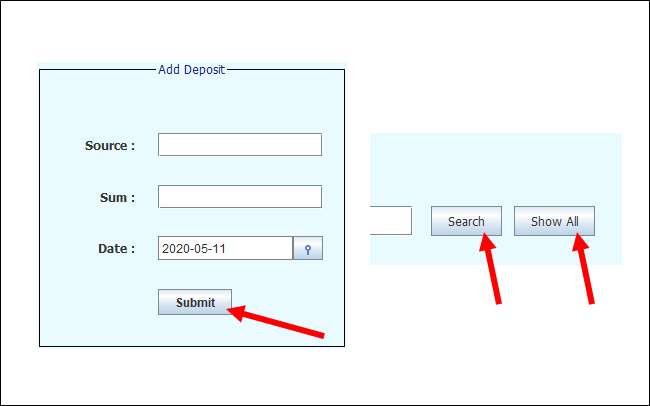 Add Deposit
Source :
Sum :
Date : 2020-05-11
Submit
Search Show All